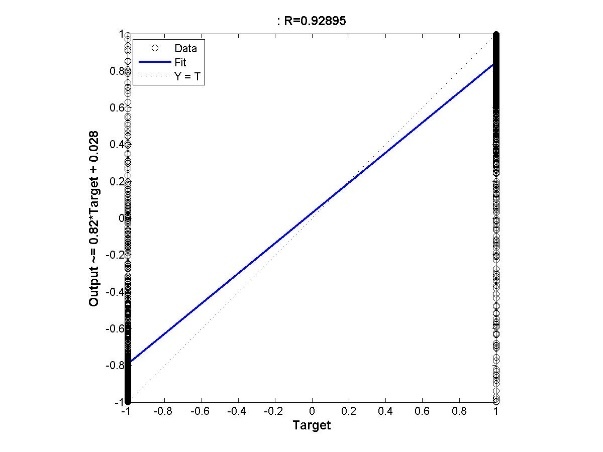 : R=0.92895
Data
Fit
Y = T
Output ~= 0.82*Target + 0.028
1
0.8
0.6
0.4
0.2
0
-0.2
-0.4
-0.6
-0.8
-1
-1 -0.8 -0.6 -0.4 -0.2 0 0.2 0.4 0.6 0.8 1
Target